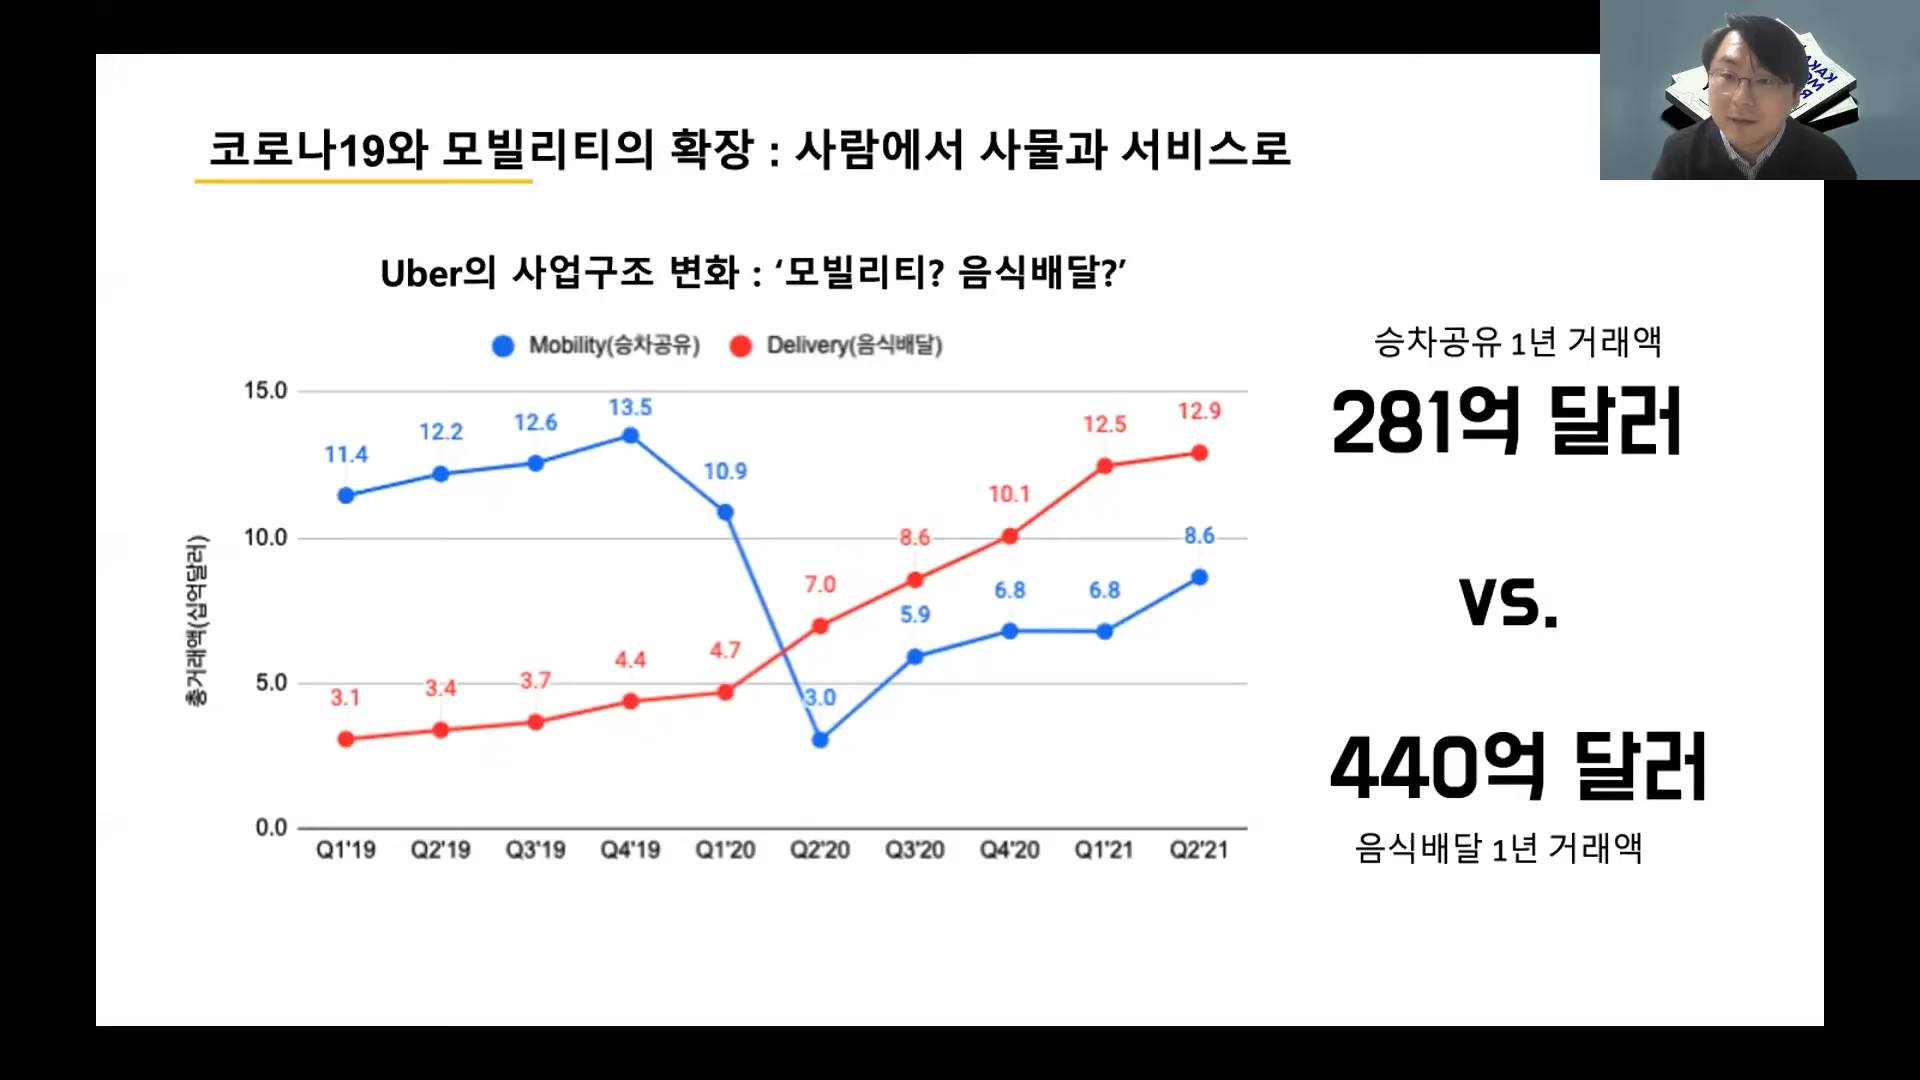 코로나19와 모빌리티의 확장 : 사람에서 사물과 서비스로
Uber의 사업구조 변화 : ‘모빌리티? 음식배달?’
Mobility(승차공유) Delivery(음식배달)
총거래액(십억달러)
15.0
10.0
5.0
0.0
11.4 12.2 12.6 13.5 10.9 3.0 5.9 6.8 6.8 8.6
3.1 3.4 3.7 4.4 4.7 7.0 8.6 10.1 12.5 12.9
Q1'19 Q2'19 Q3'19 Q4'19 Q1'20 Q2'20 Q3'20 Q4'20 Q1'21 Q2'21
승차공유 1년 거래액
281억 달러
vs.
440억 달러
음식배달 1년 거래액